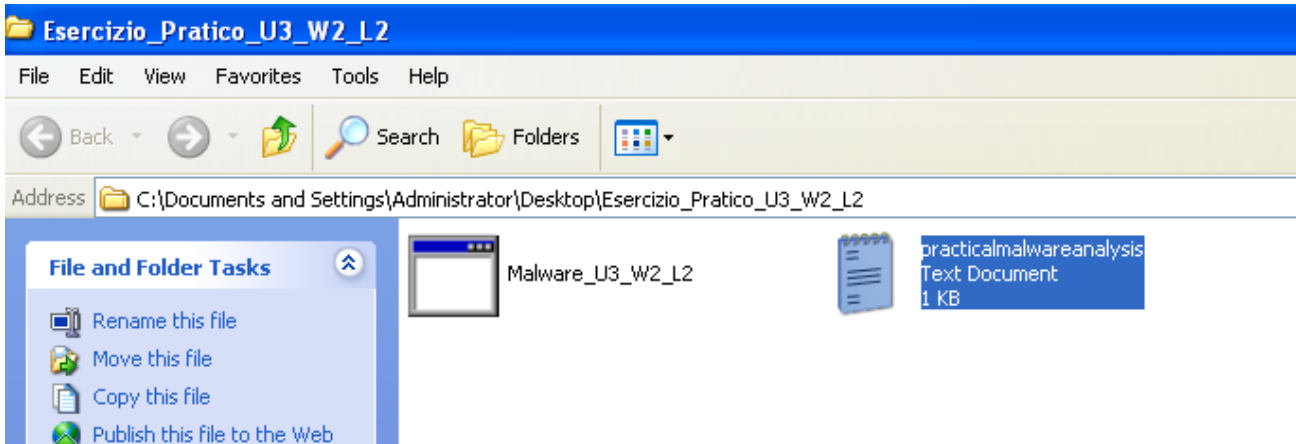 Esercizio_Pratico_U3_W2_L2
File Edit View Favorites Tools Help
Back Search Folders
Address C:\Documents and Settings\Administrator\Desktop\Esercizio_Pratico_U3_W2_L2
File and Folder Tasks
Rename this file
Move this file
Copy this file
Publish this file to the Web
Malware_U3_W2_L2
practicalmalwareanalysis
Text Document
1 KB